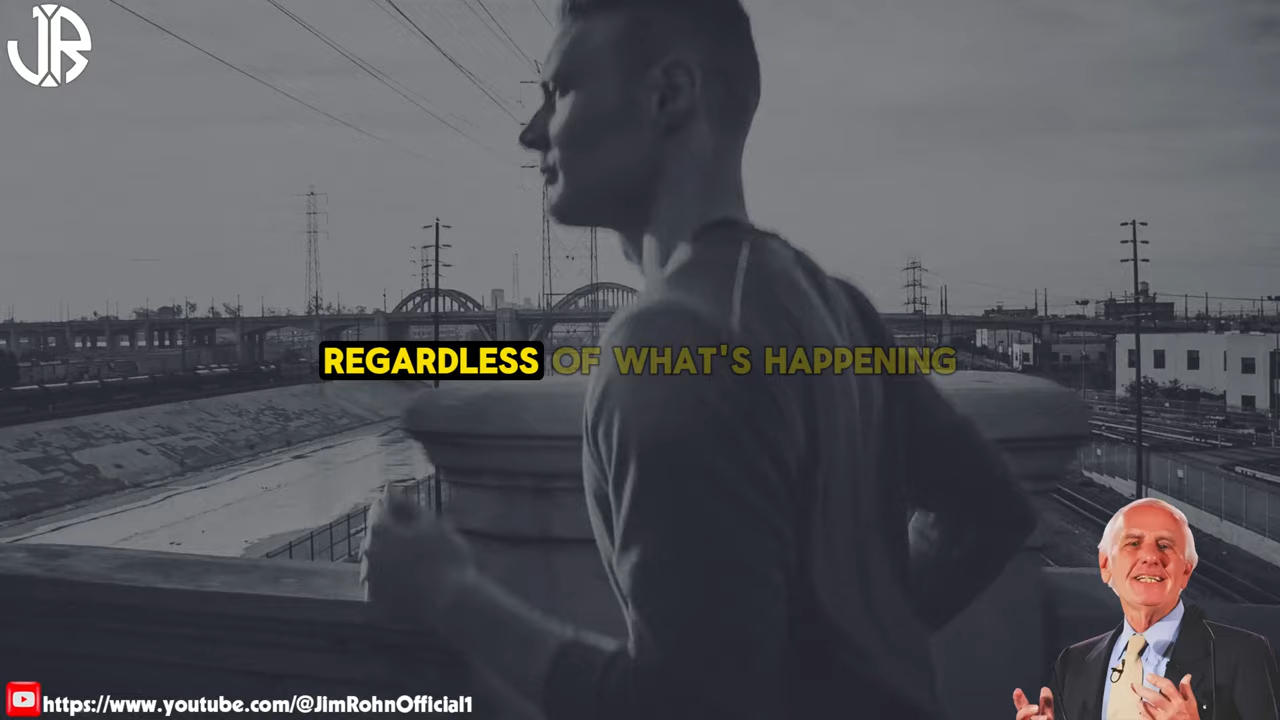 JR
REGARDLESS OF WHAT'S HAPPENING
https://www.youtube.com/@JimRohnOfficial1